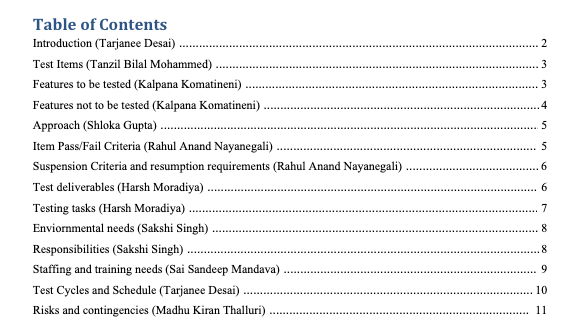 Table of Contents
Introduction (Tarjanee Desai) .............................................................................................................. 2
Test Items (Tanzil Bilal Mohammed) ................................................................................................... 3
Features to be tested (Kalpana Komatineni) .......................................................................................... 3
Features not to be tested (Kalpana Komatineni) .................................................................................... 4
Approach (Shloka Gupta) .................................................................................................................... 5
Item Pass/Fail Criteria (Rahul Anand Nayanegali) ................................................................................ 5
Suspension Criteria and resumption requirements (Rahul Anand Nayanegali) ......................................... 6
Test deliverables (Harsh Moradiya) ...................................................................................................... 6
Testing tasks (Harsh Moradiya) ............................................................................................................ 7
Enviornmental needs (Sakshi Singh) ..................................................................................................... 8
Responsibilities (Sakshi Singh) ............................................................................................................. 8
Staffing and training needs (Sai Sandeep Mandava) .............................................................................. 9
Test Cycles and Schedule (Tarjanee Desai) .......................................................................................... 10
Risks and contingencies (Madhu Kiran Thalluri) ................................................................................ 11